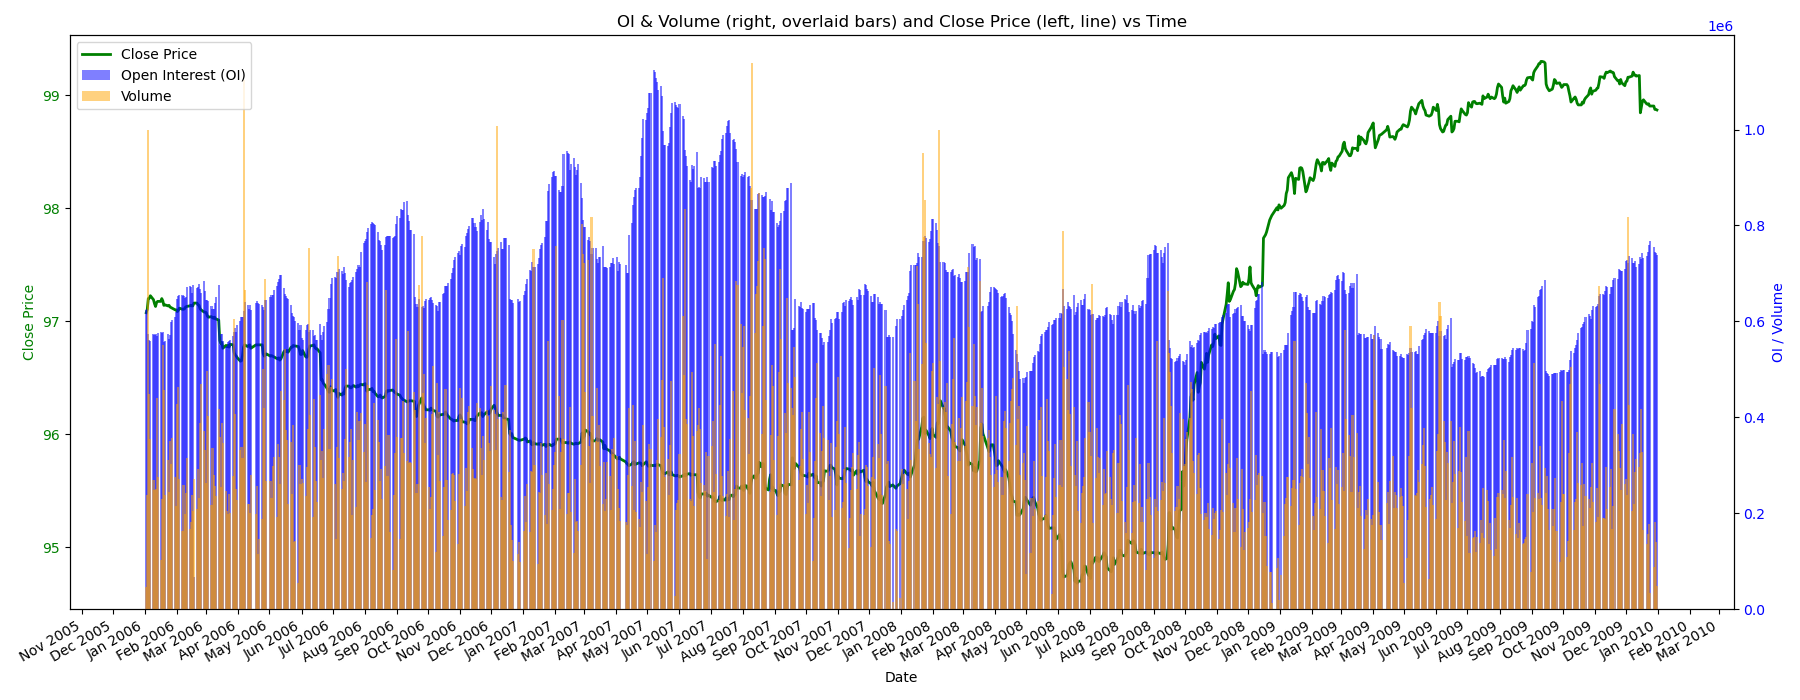 OI & Volume (right, overlaid bars) and Close Price (left, line) vs Time
1e6
Close Price
Open Interest (OI)
Volume
99
98
97
96
95
Close Price
1.0
0.8
0.6
0.4
0.2
0.0
OI / Volume
Nov 2005
Dec 2005
Jan 2006
Feb 2006
Mar 2006
Apr 2006
May 2006
Jun 2006
Jul 2006
Aug 2006
Sep 2006
Oct 2006
Nov 2006
Dec 2006
Jan 2007
Feb 2007
Mar 2007
Apr 2007
May 2007
Jun 2007
Jul 2007
Aug 2007
Sep 2007
Oct 2007
Nov 2007
Dec 2007
Jan 2008
Feb 2008
Mar 2008
Apr 2008
May 2008
Jun 2008
Jul 2008
Aug 2008
Sep 2008
Oct 2008
Nov 2008
Dec 2008
Jan 2009
Feb 2009
Mar 2009
Apr 2009
May 2009
Jun 2009
Jul 2009
Aug 2009
Sep 2009
Oct 2009
Nov 2009
Dec 2009
Jan 2010
Feb 2010
Mar 2010
Date